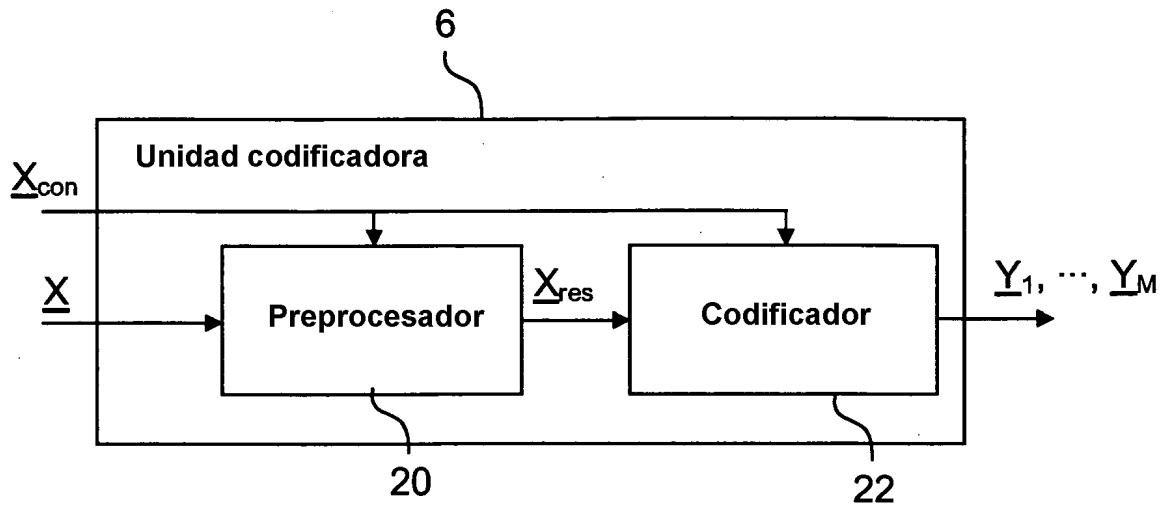 6
Unidad codificadora
X_con
X
Preprocesador
X_res
Codificador
Y_1, ..., Y_M
20
22